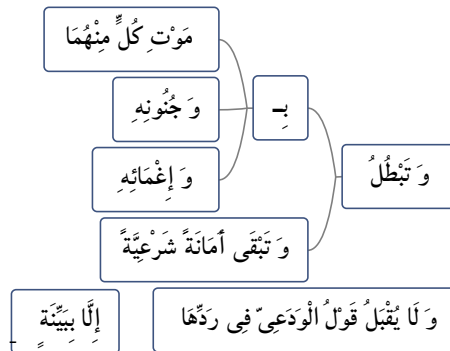 وَ تَبْطُلُ
بِـ
مَوْتِ كُلٍّ مِنْهُمَا
وَ جُنُونِهِ
وَ إِغْمَائِهِ
وَ تَبْقَى أَمَانَةً شَرْعِيَّةً
وَ لَا يُقْبَلُ قَوْلُ الْوَدَعِىّ فِى رَدِّهَا
إِلَّا بِبَيِّنَةٍ